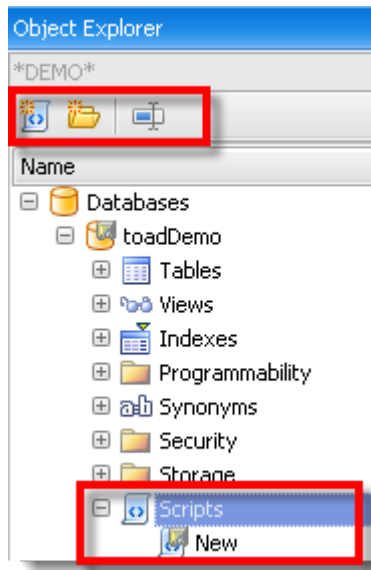 Object Explorer
*DEMO*
Name
Databases
toadDemo
Tables
Views
Indexes
Programmability
Synonyms
Security
Storage
Scripts
New